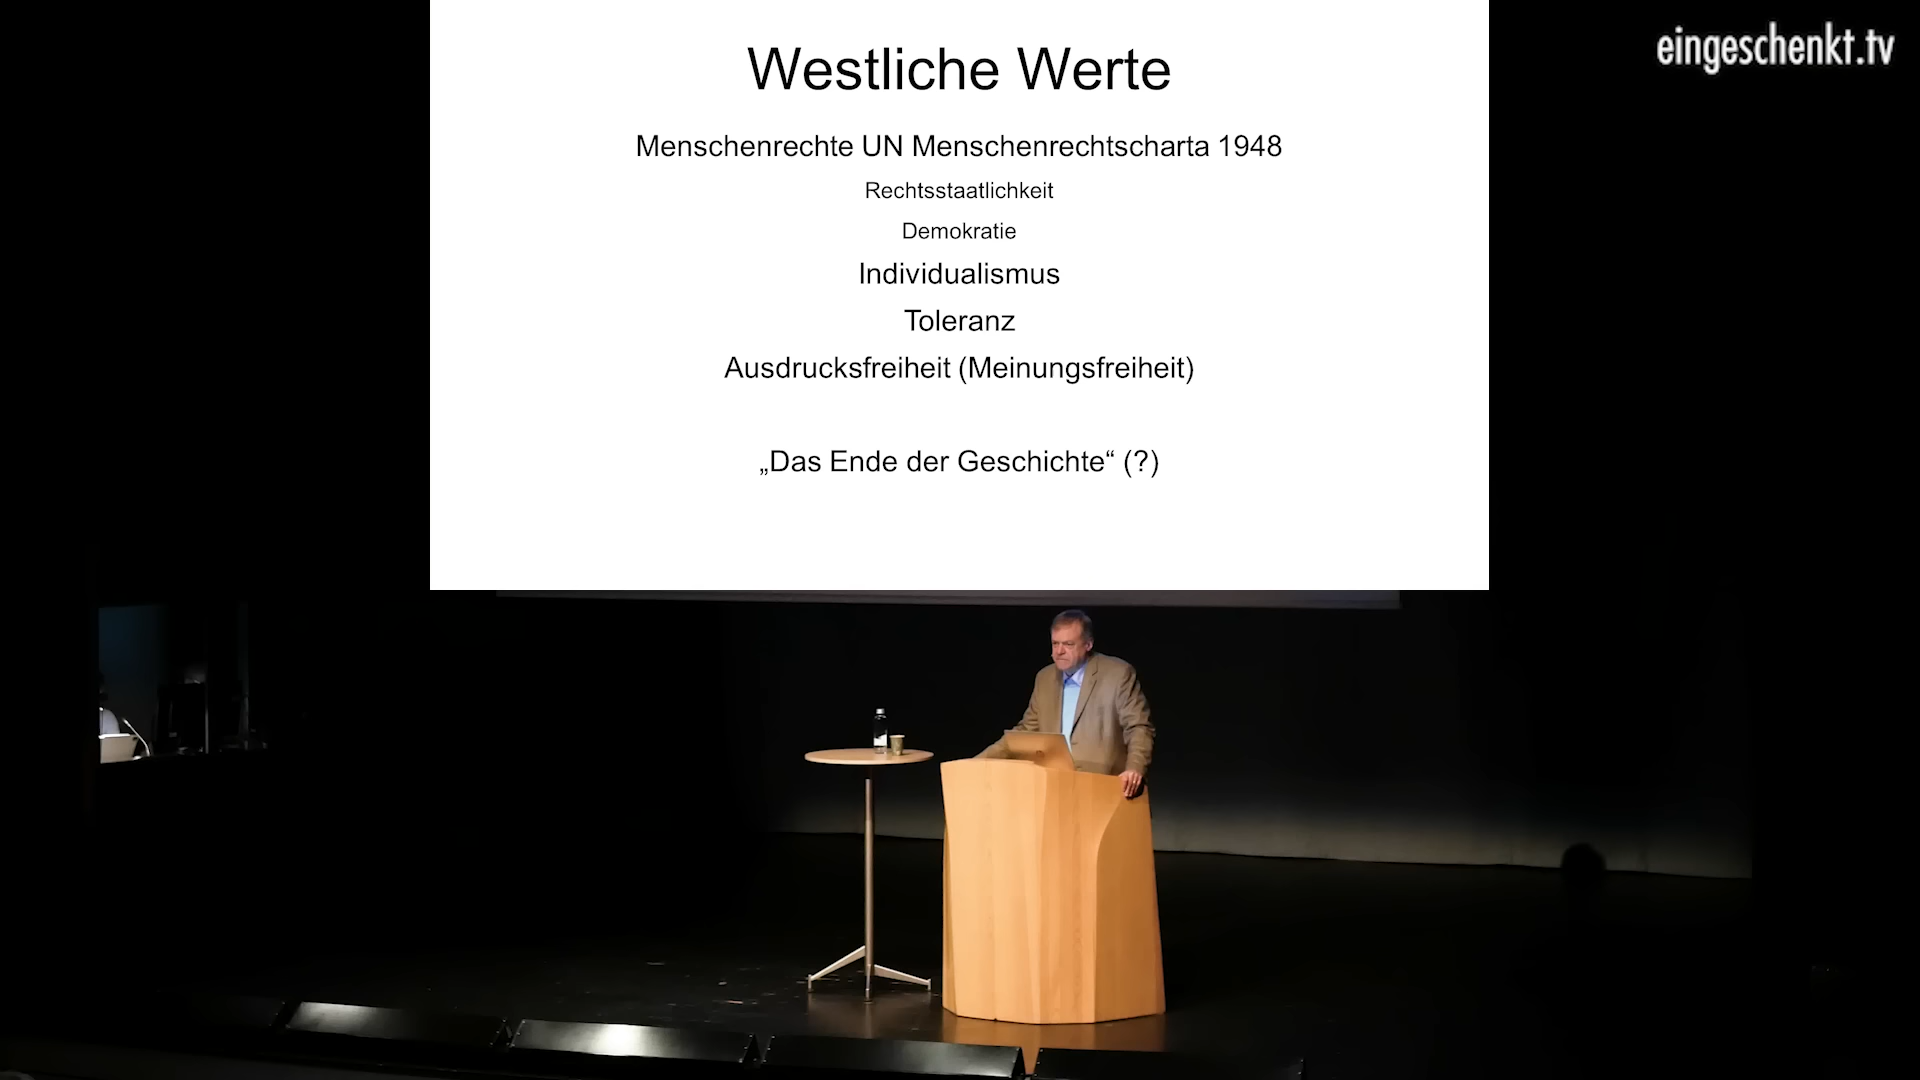 eingeschenkt.tv
Westliche Werte
Menschenrechte UN Menschenrechtscharta 1948
Rechtsstaatlichkeit
Demokratie
Individualismus
Toleranz
Ausdrucksfreiheit (Meinungsfreiheit)
„Das Ende der Geschichte“ (?)